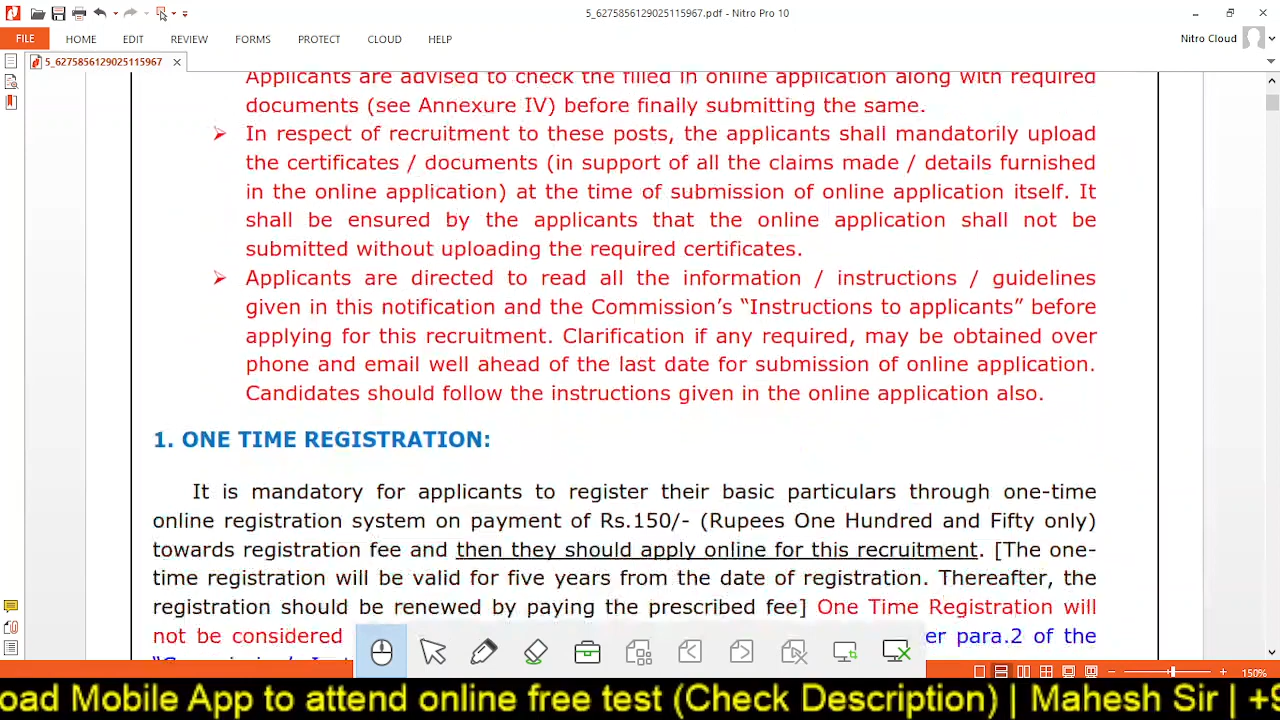 5_6275856129025115967.pdf - Nitro Pro 10
FILE HOME EDIT REVIEW FORMS PROTECT CLOUD HELP Nitro Cloud
5_6275856129025115967
Applicants are advised to check the filled in online application along with required
documents (see Annexure IV) before finally submitting the same.
➢ In respect of recruitment to these posts, the applicants shall mandatorily upload
the certificates / documents (in support of all the claims made / details furnished
in the online application) at the time of submission of online application itself. It
shall be ensured by the applicants that the online application shall not be
submitted without uploading the required certificates.
➢ Applicants are directed to read all the information / instructions / guidelines
given in this notification and the Commission’s “Instructions to applicants” before
applying for this recruitment. Clarification if any required, may be obtained over
phone and email well ahead of the last date for submission of online application.
Candidates should follow the instructions given in the online application also.
1. ONE TIME REGISTRATION:
It is mandatory for applicants to register their basic particulars through one-time
online registration system on payment of Rs.150/- (Rupees One Hundred and Fifty only)
towards registration fee and then they should apply online for this recruitment. [The one-
time registration will be valid for five years from the date of registration. Thereafter, the
registration should be renewed by paying the prescribed fee] One Time Registration will
not be considered er para.2 of the
150%
oad Mobile App to attend online free test (Check Description) | Mahesh Sir | +9